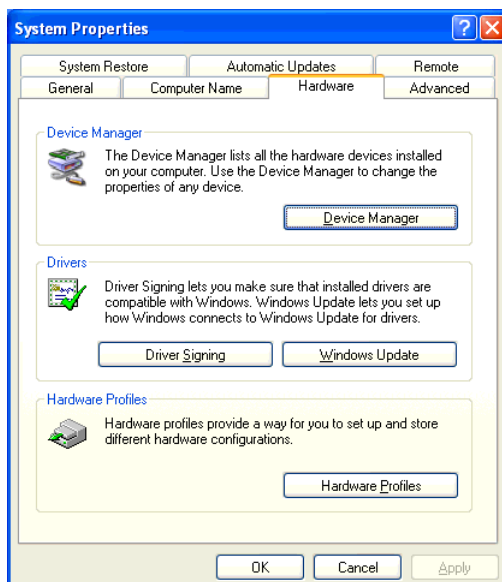 System Properties
System Restore Automatic Updates Remote
General Computer Name Hardware Advanced
Device Manager
The Device Manager lists all the hardware devices installed
on your computer. Use the Device Manager to change the
properties of any device.
Device Manager
Drivers
Driver Signing lets you make sure that installed drivers are
compatible with Windows. Windows Update lets you set up
how Windows connects to Windows Update for drivers.
Driver Signing Windows Update
Hardware Profiles
Hardware profiles provide a way for you to set up and store
different hardware configurations.
Hardware Profiles
OK Cancel Apply